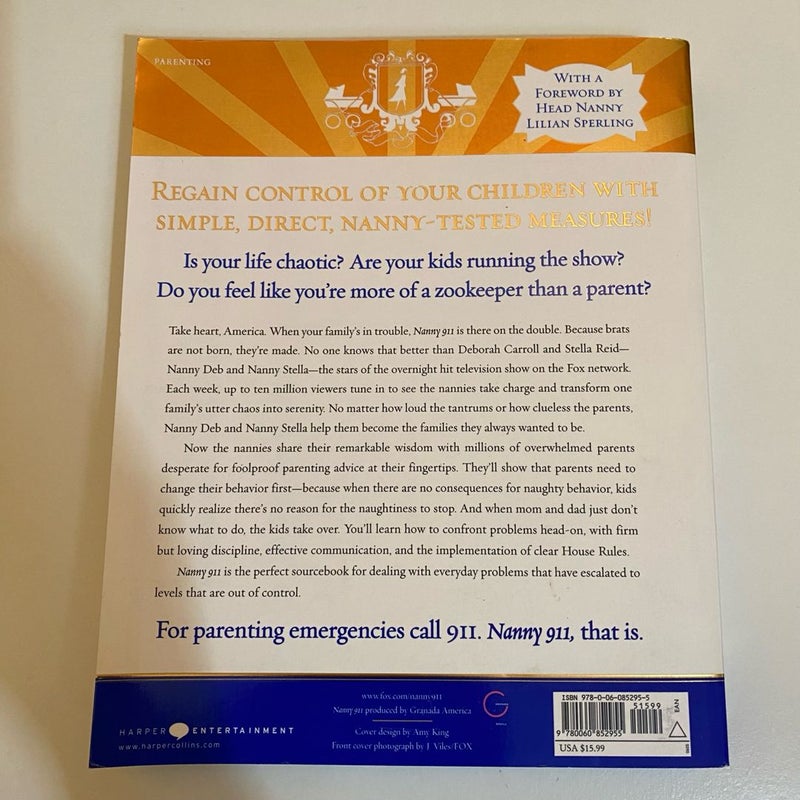 PARENTING
WITH A
FOREWORD BY
HEAD NANNY
LILIAN SPERLING
REGAIN CONTROL OF YOUR CHILDREN WITH
SIMPLE, DIRECT, NANNY-TESTED MEASURES!
Is your life chaotic? Are your kids running the show?
Do you feel like you're more of a zookeeper than a parent?
Take heart, America. When your family's in trouble, Nanny 911 is there on the double. Because brats
are not born, they're made. No one knows that better than Deborah Carroll and Stella Reid—
Nanny Deb and Nanny Stella—the stars of the overnight hit television show on the Fox network.
Each week, up to ten million viewers tune in to see the nannies take charge and transform one
family's utter chaos into serenity. No matter how loud the tantrums or how clueless the parents,
Nanny Deb and Nanny Stella help them become the families they always wanted to be.
Now the nannies share their remarkable wisdom with millions of overwhelmed parents
desperate for foolproof parenting advice at their fingertips. They'll show that parents need to
change their behavior first—because when there are no consequences for naughty behavior, kids
quickly realize there's no reason for the naughtiness to stop. And when mom and dad just don't
know what to do, the kids take over. You'll learn how to confront problems head-on, with firm
but loving discipline, effective communication, and the implementation of clear House Rules.
Nanny 911 is the perfect sourcebook for dealing with everyday problems that have escalated to
levels that are out of control.
For parenting emergencies call 911. Nanny 911, that is.
HARPER ENTERTAINMENT
www.harpercollins.com
www.fox.com/nanny911
Nanny 911 produced by Granada America
Cover design by Amy King
Front cover photograph by J. Viles/FOX
G
ISBN 978-0-06-085295-5
51599
EAN
9 780060 852955
USA $15.99